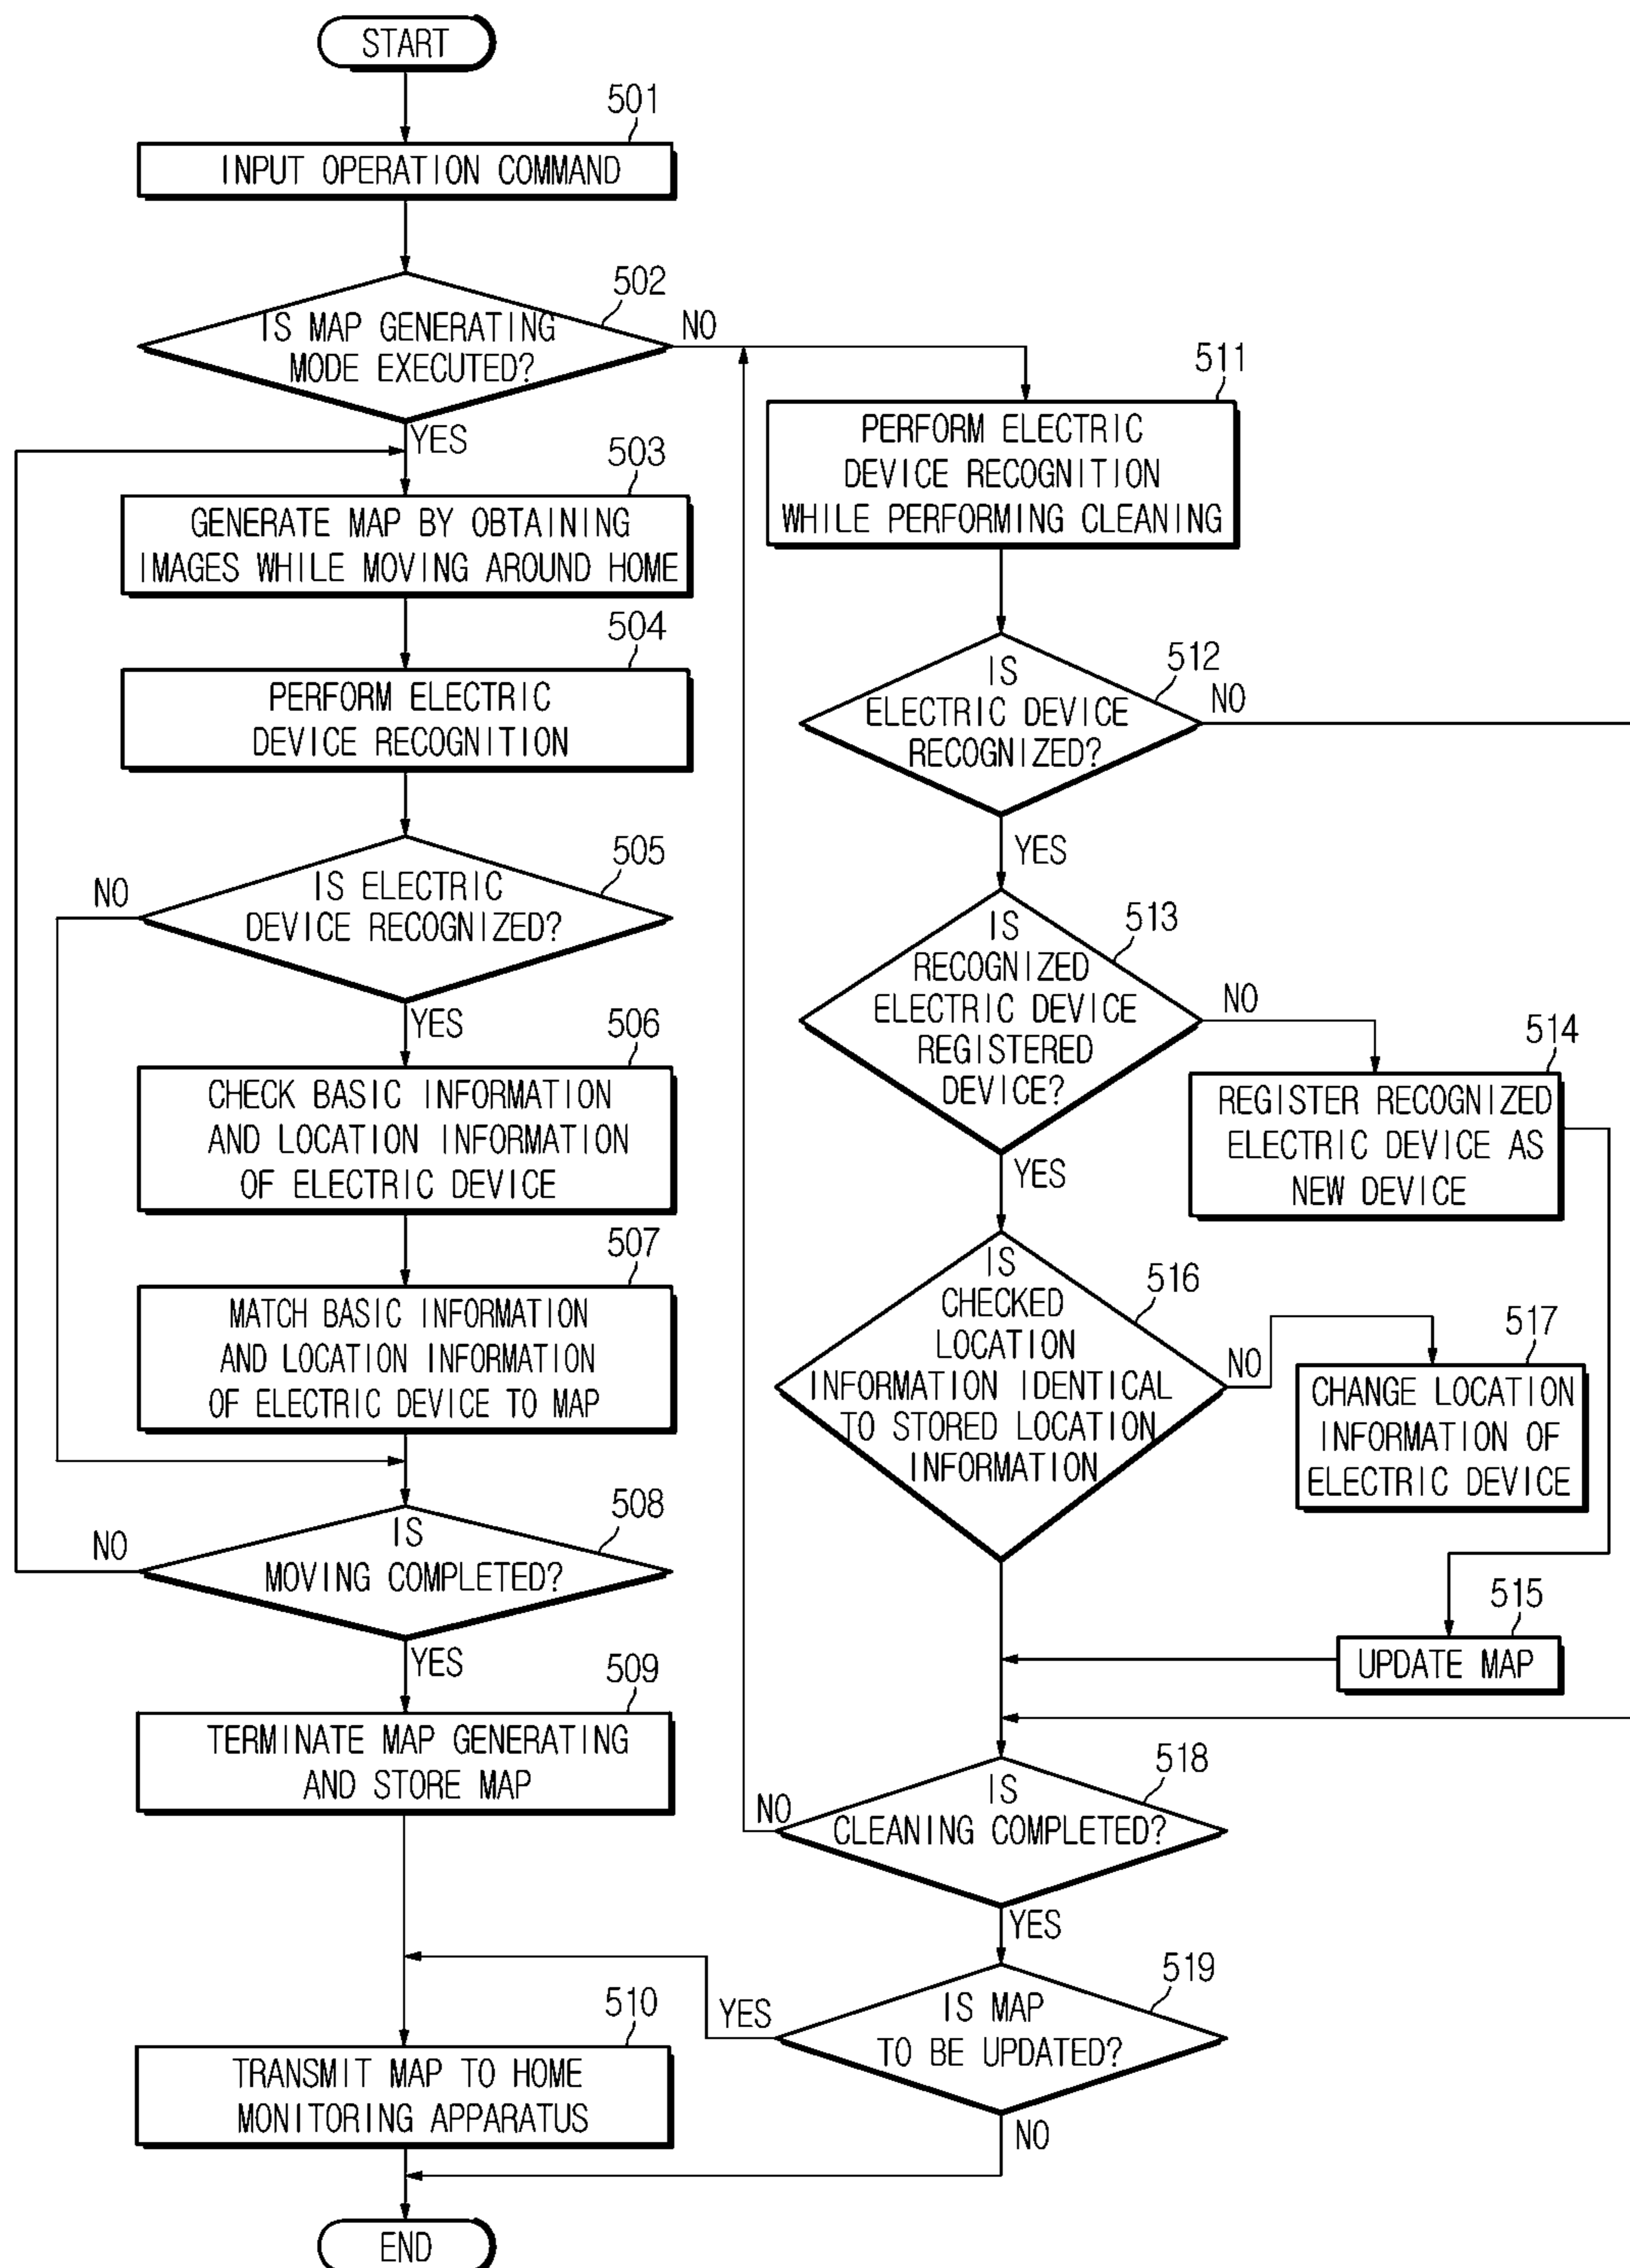 START
501
INPUT OPERATION COMMAND
502
IS MAP GENERATING
MODE EXECUTED?
NO
YES
503
GENERATE MAP BY OBTAINING
IMAGES WHILE MOVING AROUND HOME
504
PERFORM ELECTRIC
DEVICE RECOGNITION
505
IS ELECTRIC
DEVICE RECOGNIZED?
NO
YES
506
CHECK BASIC INFORMATION
AND LOCATION INFORMATION
OF ELECTRIC DEVICE
507
MATCH BASIC INFORMATION
AND LOCATION INFORMATION
OF ELECTRIC DEVICE TO MAP
508
IS
MOVING COMPLETED?
NO
YES
509
TERMINATE MAP GENERATING
AND STORE MAP
510
TRANSMIT MAP TO HOME
MONITORING APPARATUS
END
511
PERFORM ELECTRIC
DEVICE RECOGNITION
WHILE PERFORMING CLEANING
512
IS
ELECTRIC DEVICE
RECOGNIZED?
NO
YES
513
IS
RECOGNIZED
ELECTRIC DEVICE
REGISTERED
DEVICE?
NO
YES
514
REGISTER RECOGNIZED
ELECTRIC DEVICE AS
NEW DEVICE
516
IS
CHECKED
LOCATION
INFORMATION IDENTICAL
TO STORED LOCATION
INFORMATION
NO
517
CHANGE LOCATION
INFORMATION OF
ELECTRIC DEVICE
515
UPDATE MAP
518
IS
CLEANING COMPLETED?
NO
YES
519
IS MAP
TO BE UPDATED?
YES
NO